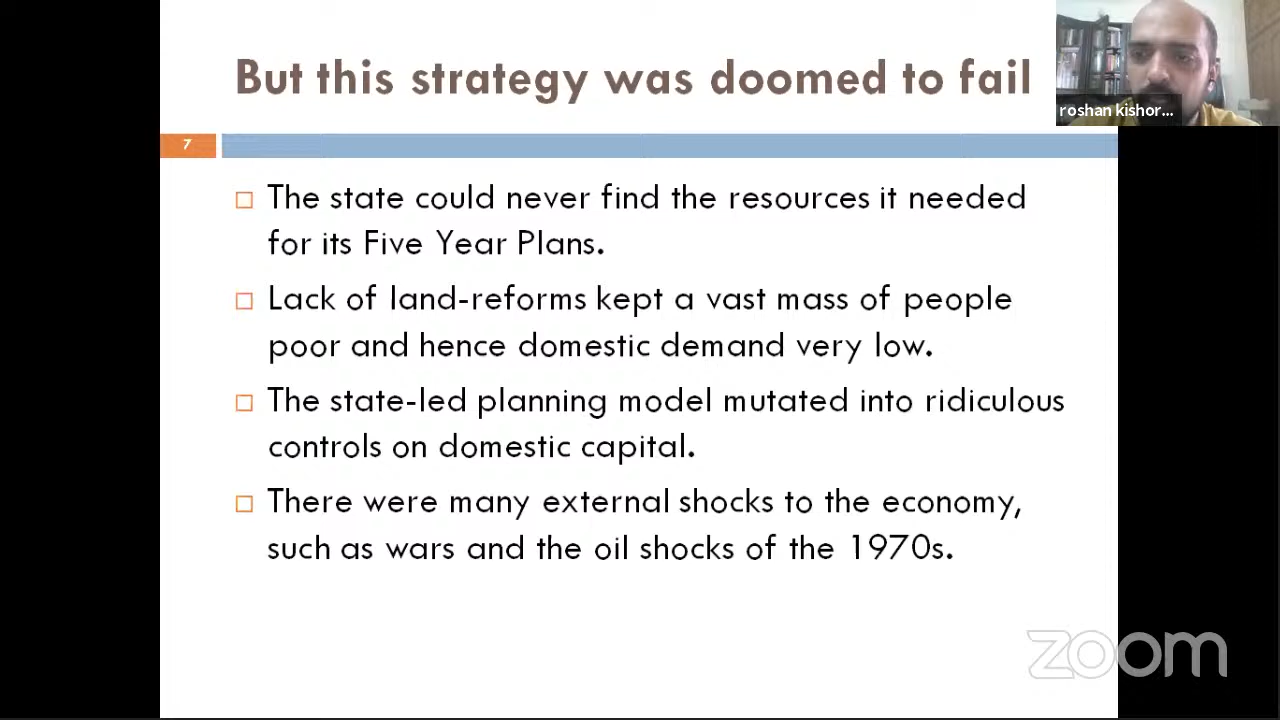 But this strategy was doomed to fail
roshan kishor...
7
The state could never find the resources it needed
for its Five Year Plans.
Lack of land-reforms kept a vast mass of people
poor and hence domestic demand very low.
The state-led planning model mutated into ridiculous
controls on domestic capital.
There were many external shocks to the economy,
such as wars and the oil shocks of the 1970s.
zoom